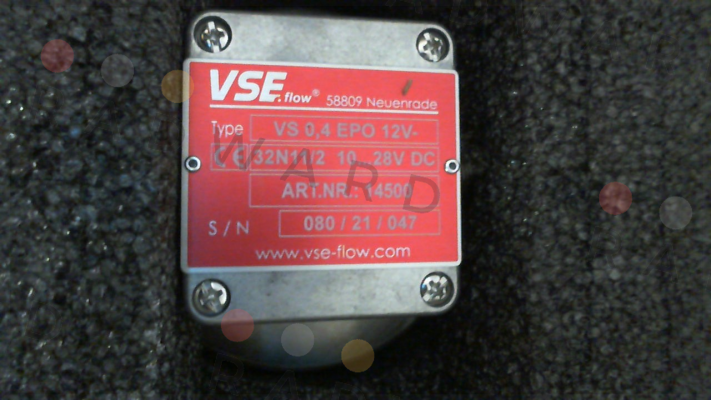 VSE.flow® 58809 Neuenrade
Type VS 0,4 EPO 12V-
CE 32N11/2 10...28V DC
WARD
ART.NR.: 14500
S/N 080 / 21 / 047
www.vse-flow.com